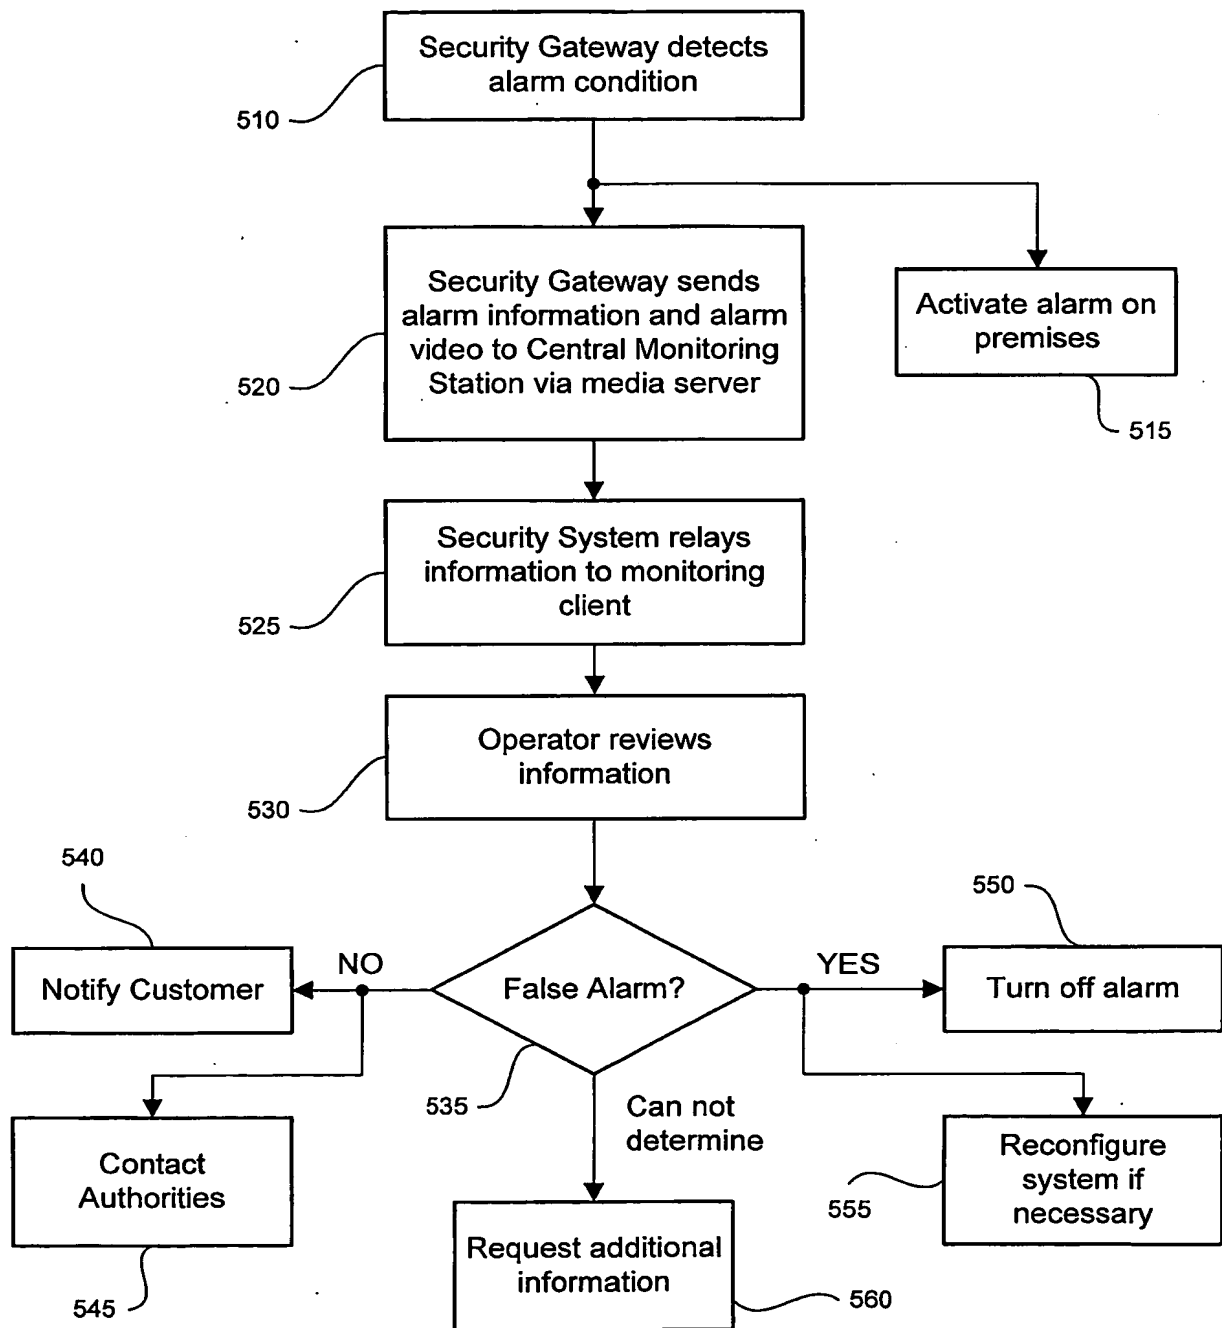 Security Gateway detects
alarm condition
510
Security Gateway sends
alarm information and alarm
video to Central Monitoring
Station via media server
520
Activate alarm on
premises
515
Security System relays
information to monitoring
client
525
Operator reviews
information
530
540
Notify Customer
NO
False Alarm?
YES
550
Turn off alarm
535
Can not
determine
Contact
Authorities
545
Reconfigure
system if
necessary
555
Request additional
information
560